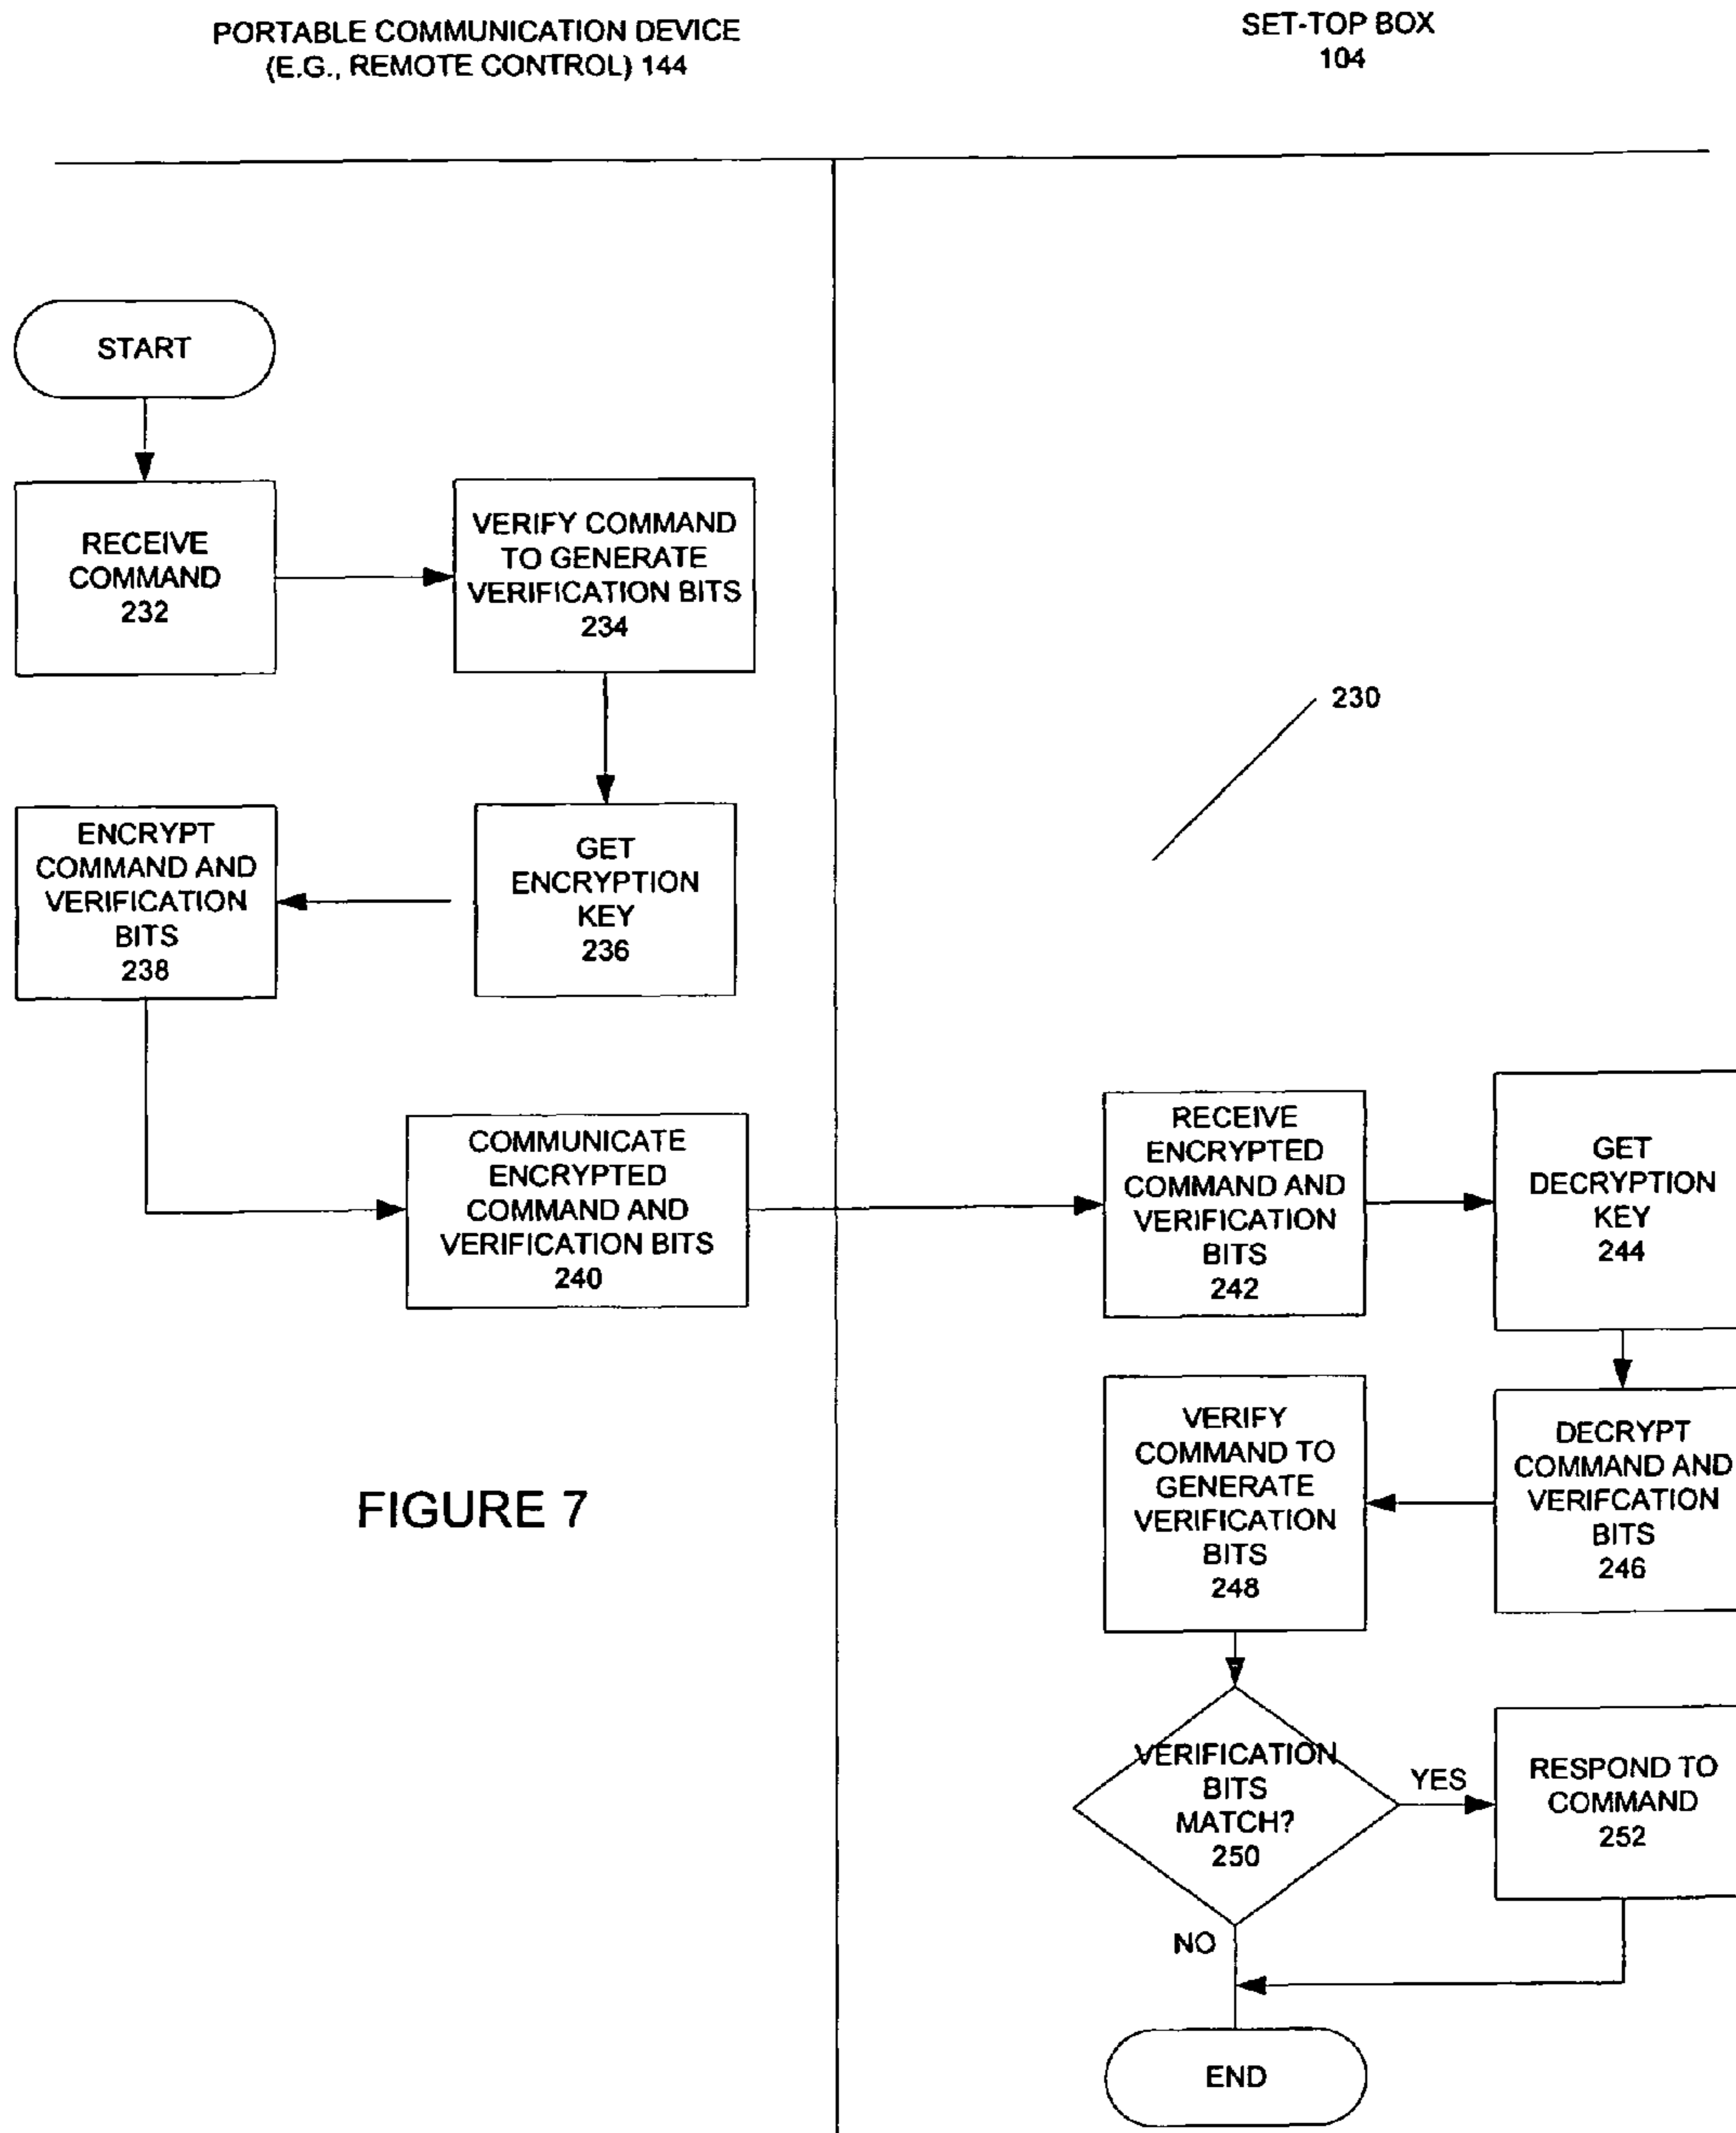 PORTABLE COMMUNICATION DEVICE
(E.G., REMOTE CONTROL) 144
SET-TOP BOX
104
START
RECEIVE
COMMAND
232
VERIFY COMMAND
TO GENERATE
VERIFICATION BITS
234
230
GET
ENCRYPTION
KEY
236
ENCRYPT
COMMAND AND
VERIFICATION
BITS
238
COMMUNICATE
ENCRYPTED
COMMAND AND
VERIFICATION BITS
240
RECEIVE
ENCRYPTED
COMMAND AND
VERIFICATION
BITS
242
GET
DECRYPTION
KEY
244
DECRYPT
COMMAND AND
VERIFCATION
BITS
246
VERIFY
COMMAND TO
GENERATE
VERIFICATION
BITS
248
FIGURE 7
VERIFICATION
BITS
MATCH?
250
YES
RESPOND TO
COMMAND
252
NO
END